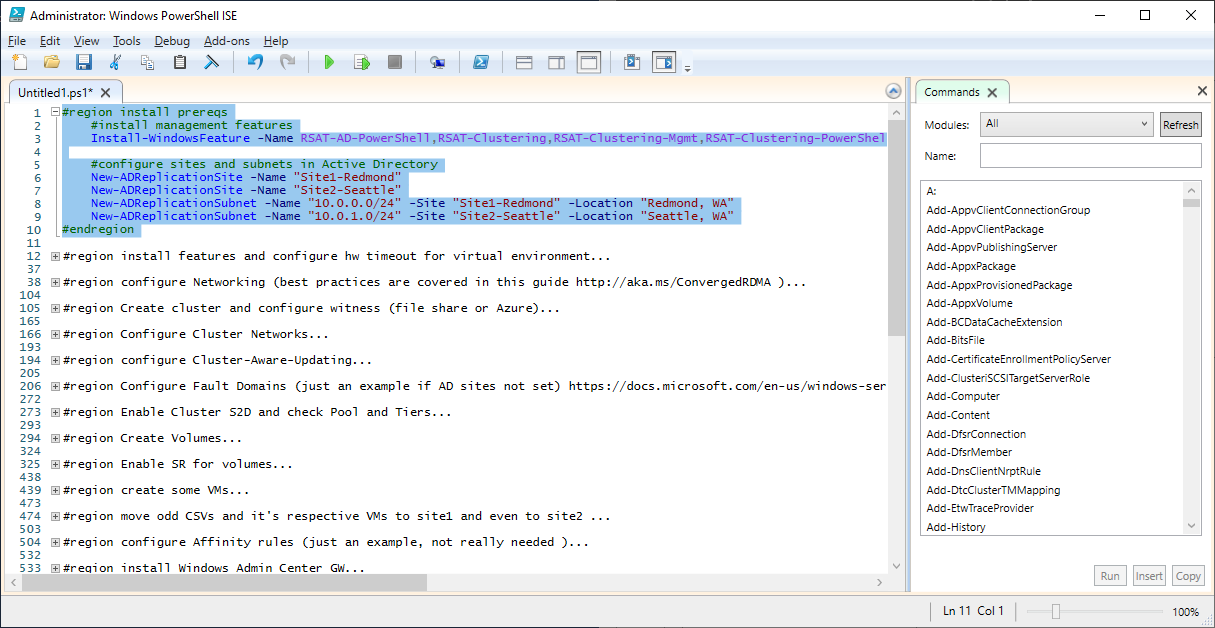 Administrator: Windows PowerShell ISE
File Edit View Tools Debug Add-ons Help
Untitled1.ps1*
1 #region install prereqs
2 #install management features
3 Install-WindowsFeature -Name RSAT-AD-PowerShell,RSAT-Clustering,RSAT-Clustering-Mgmt,RSAT-Clustering-PowerShel
4
5 #configure sites and subnets in Active Directory
6 New-ADReplicationSite -Name "Site1-Redmond"
7 New-ADReplicationSite -Name "Site2-Seattle"
8 New-ADReplicationSubnet -Name "10.0.0.0/24" -Site "Site1-Redmond" -Location "Redmond, WA"
9 New-ADReplicationSubnet -Name "10.0.1.0/24" -Site "Site2-Seattle" -Location "Seattle, WA"
10 #endregion
11
12 #region install features and configure hw timeout for virtual environment...
37
38 #region configure Networking (best practices are covered in this guide http://aka.ms/ConvergedRDMA )...
104
105 #region Create cluster and configure witness (file share or Azure)...
165
166 #region Configure Cluster Networks...
193
194 #region configure Cluster-Aware-Updating...
205
206 #region Configure Fault Domains (just an example if AD sites not set) https://docs.microsoft.com/en-us/windows-ser
272
273 #region Enable Cluster S2D and check Pool and Tiers...
293
294 #region Create Volumes...
324
325 #region Enable SR for volumes...
438
439 #region create some VMs...
473
474 #region move odd CSVs and it's respective VMs to site1 and even to site2 ...
503
504 #region configure Affinity rules (just an example, not really needed )...
532
533 #region install Windows Admin Center GW...
Commands
Modules: All Refresh
Name:
A:
Add-AppvClientConnectionGroup
Add-AppvClientPackage
Add-AppvPublishingServer
Add-AppxPackage
Add-AppxProvisionedPackage
Add-AppxVolume
Add-BCDataCacheExtension
Add-BitsFile
Add-CertificateEnrollmentPolicyServer
Add-ClusteriSCSITargetServerRole
Add-Computer
Add-Content
Add-DfsrConnection
Add-DfsrMember
Add-DnsClientNrptRule
Add-DtcClusterTMMapping
Add-EtwTraceProvider
Add-History
Run Insert Copy
Ln 11 Col 1 100%